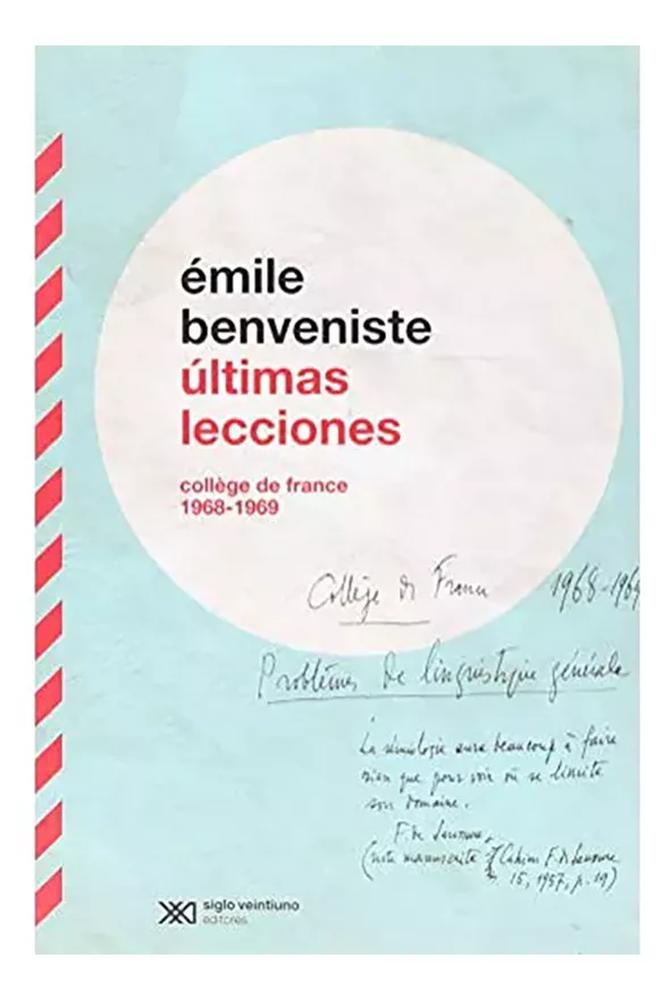 émile
benveniste
últimas
lecciones
collège de france
1968-1969
Collège de France 1968-1969
Problèmes de linguistique générale
La sémiologie aura beaucoup à faire
rien que pour voir où se limite
son domaine.
F. de Saussure,
(note manuscrite Cahiers F. de Saussure
15, 1957, p. 19)
siglo veintiuno
editores